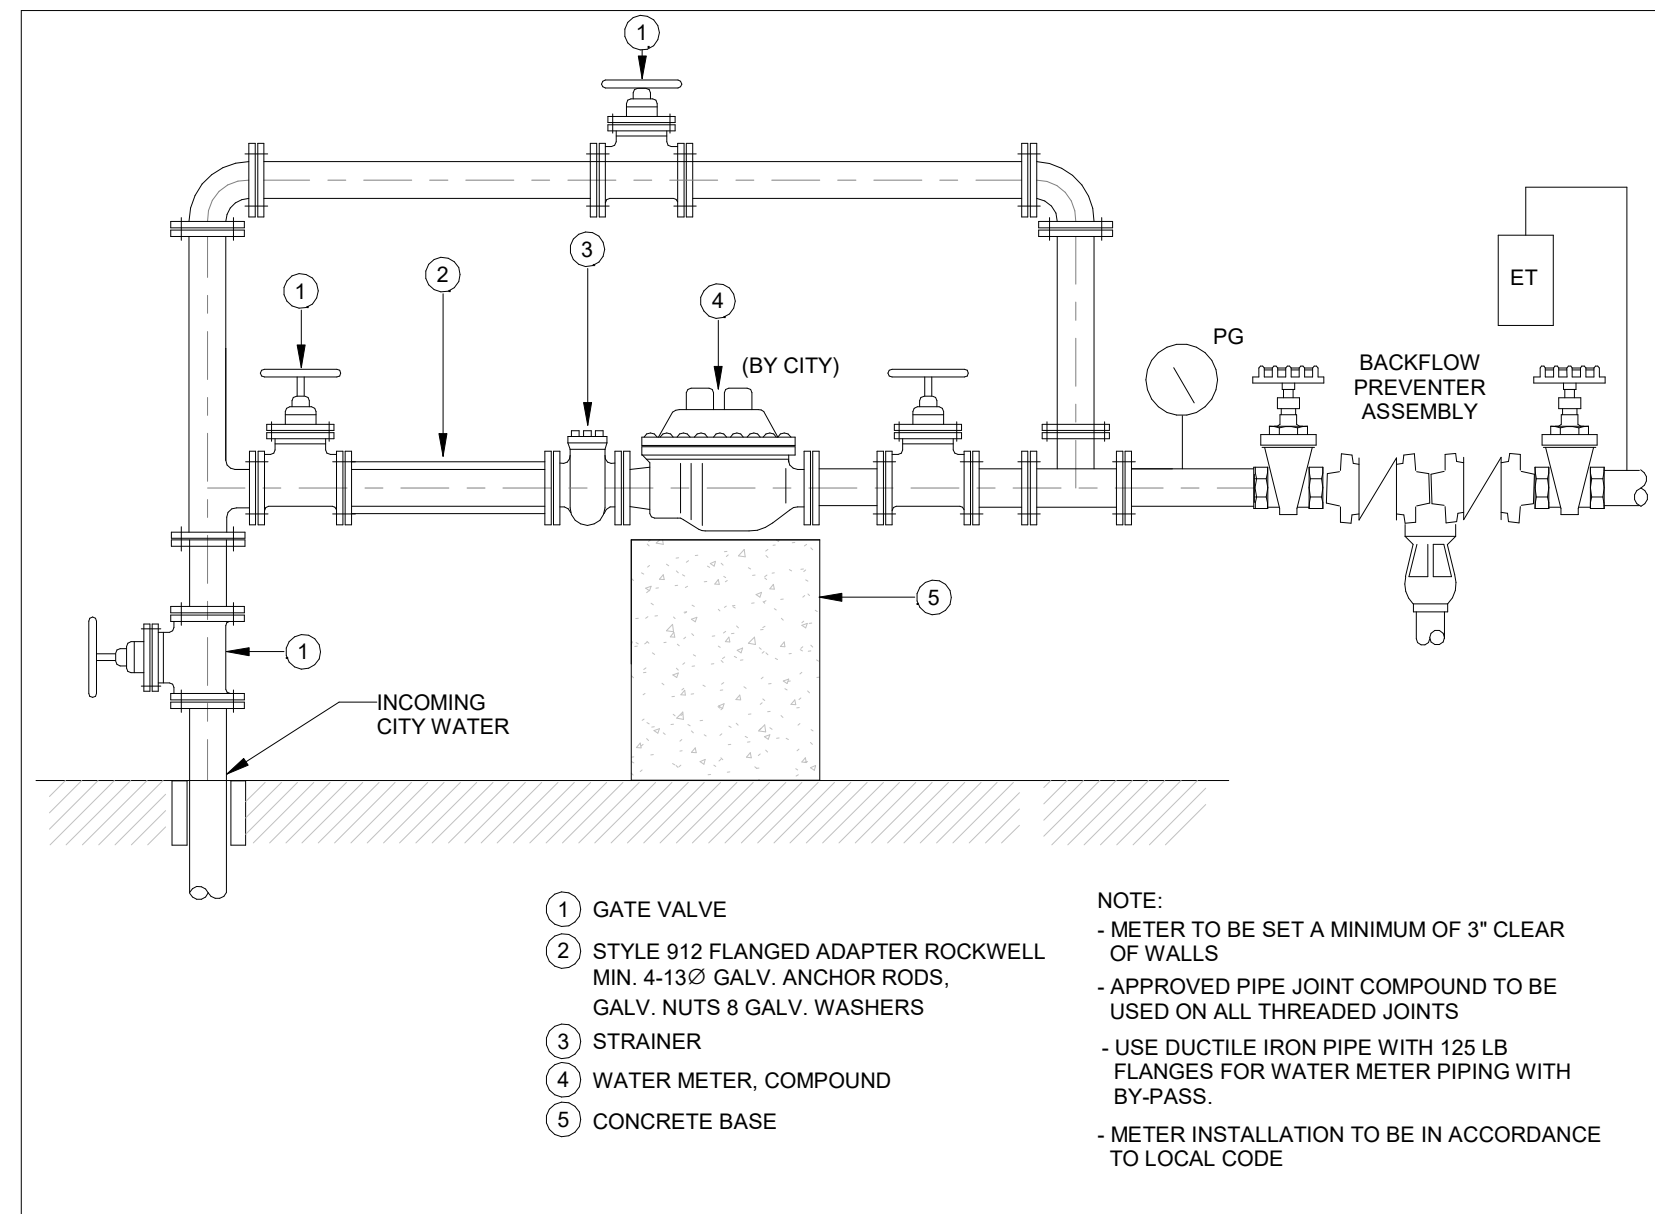 1
3
2
1
4
(BY CITY)
PG
ET
BACKFLOW
PREVENTER
ASSEMBLY
5
1
INCOMING
CITY WATER
1 GATE VALVE
2 STYLE 912 FLANGED ADAPTER ROCKWELL
MIN. 4-13Ø GALV. ANCHOR RODS,
GALV. NUTS 8 GALV. WASHERS
3 STRAINER
4 WATER METER, COMPOUND
5 CONCRETE BASE
NOTE:
- METER TO BE SET A MINIMUM OF 3" CLEAR
OF WALLS
- APPROVED PIPE JOINT COMPOUND TO BE
USED ON ALL THREADED JOINTS
- USE DUCTILE IRON PIPE WITH 125 LB
FLANGES FOR WATER METER PIPING WITH
BY-PASS.
- METER INSTALLATION TO BE IN ACCORDANCE
TO LOCAL CODE